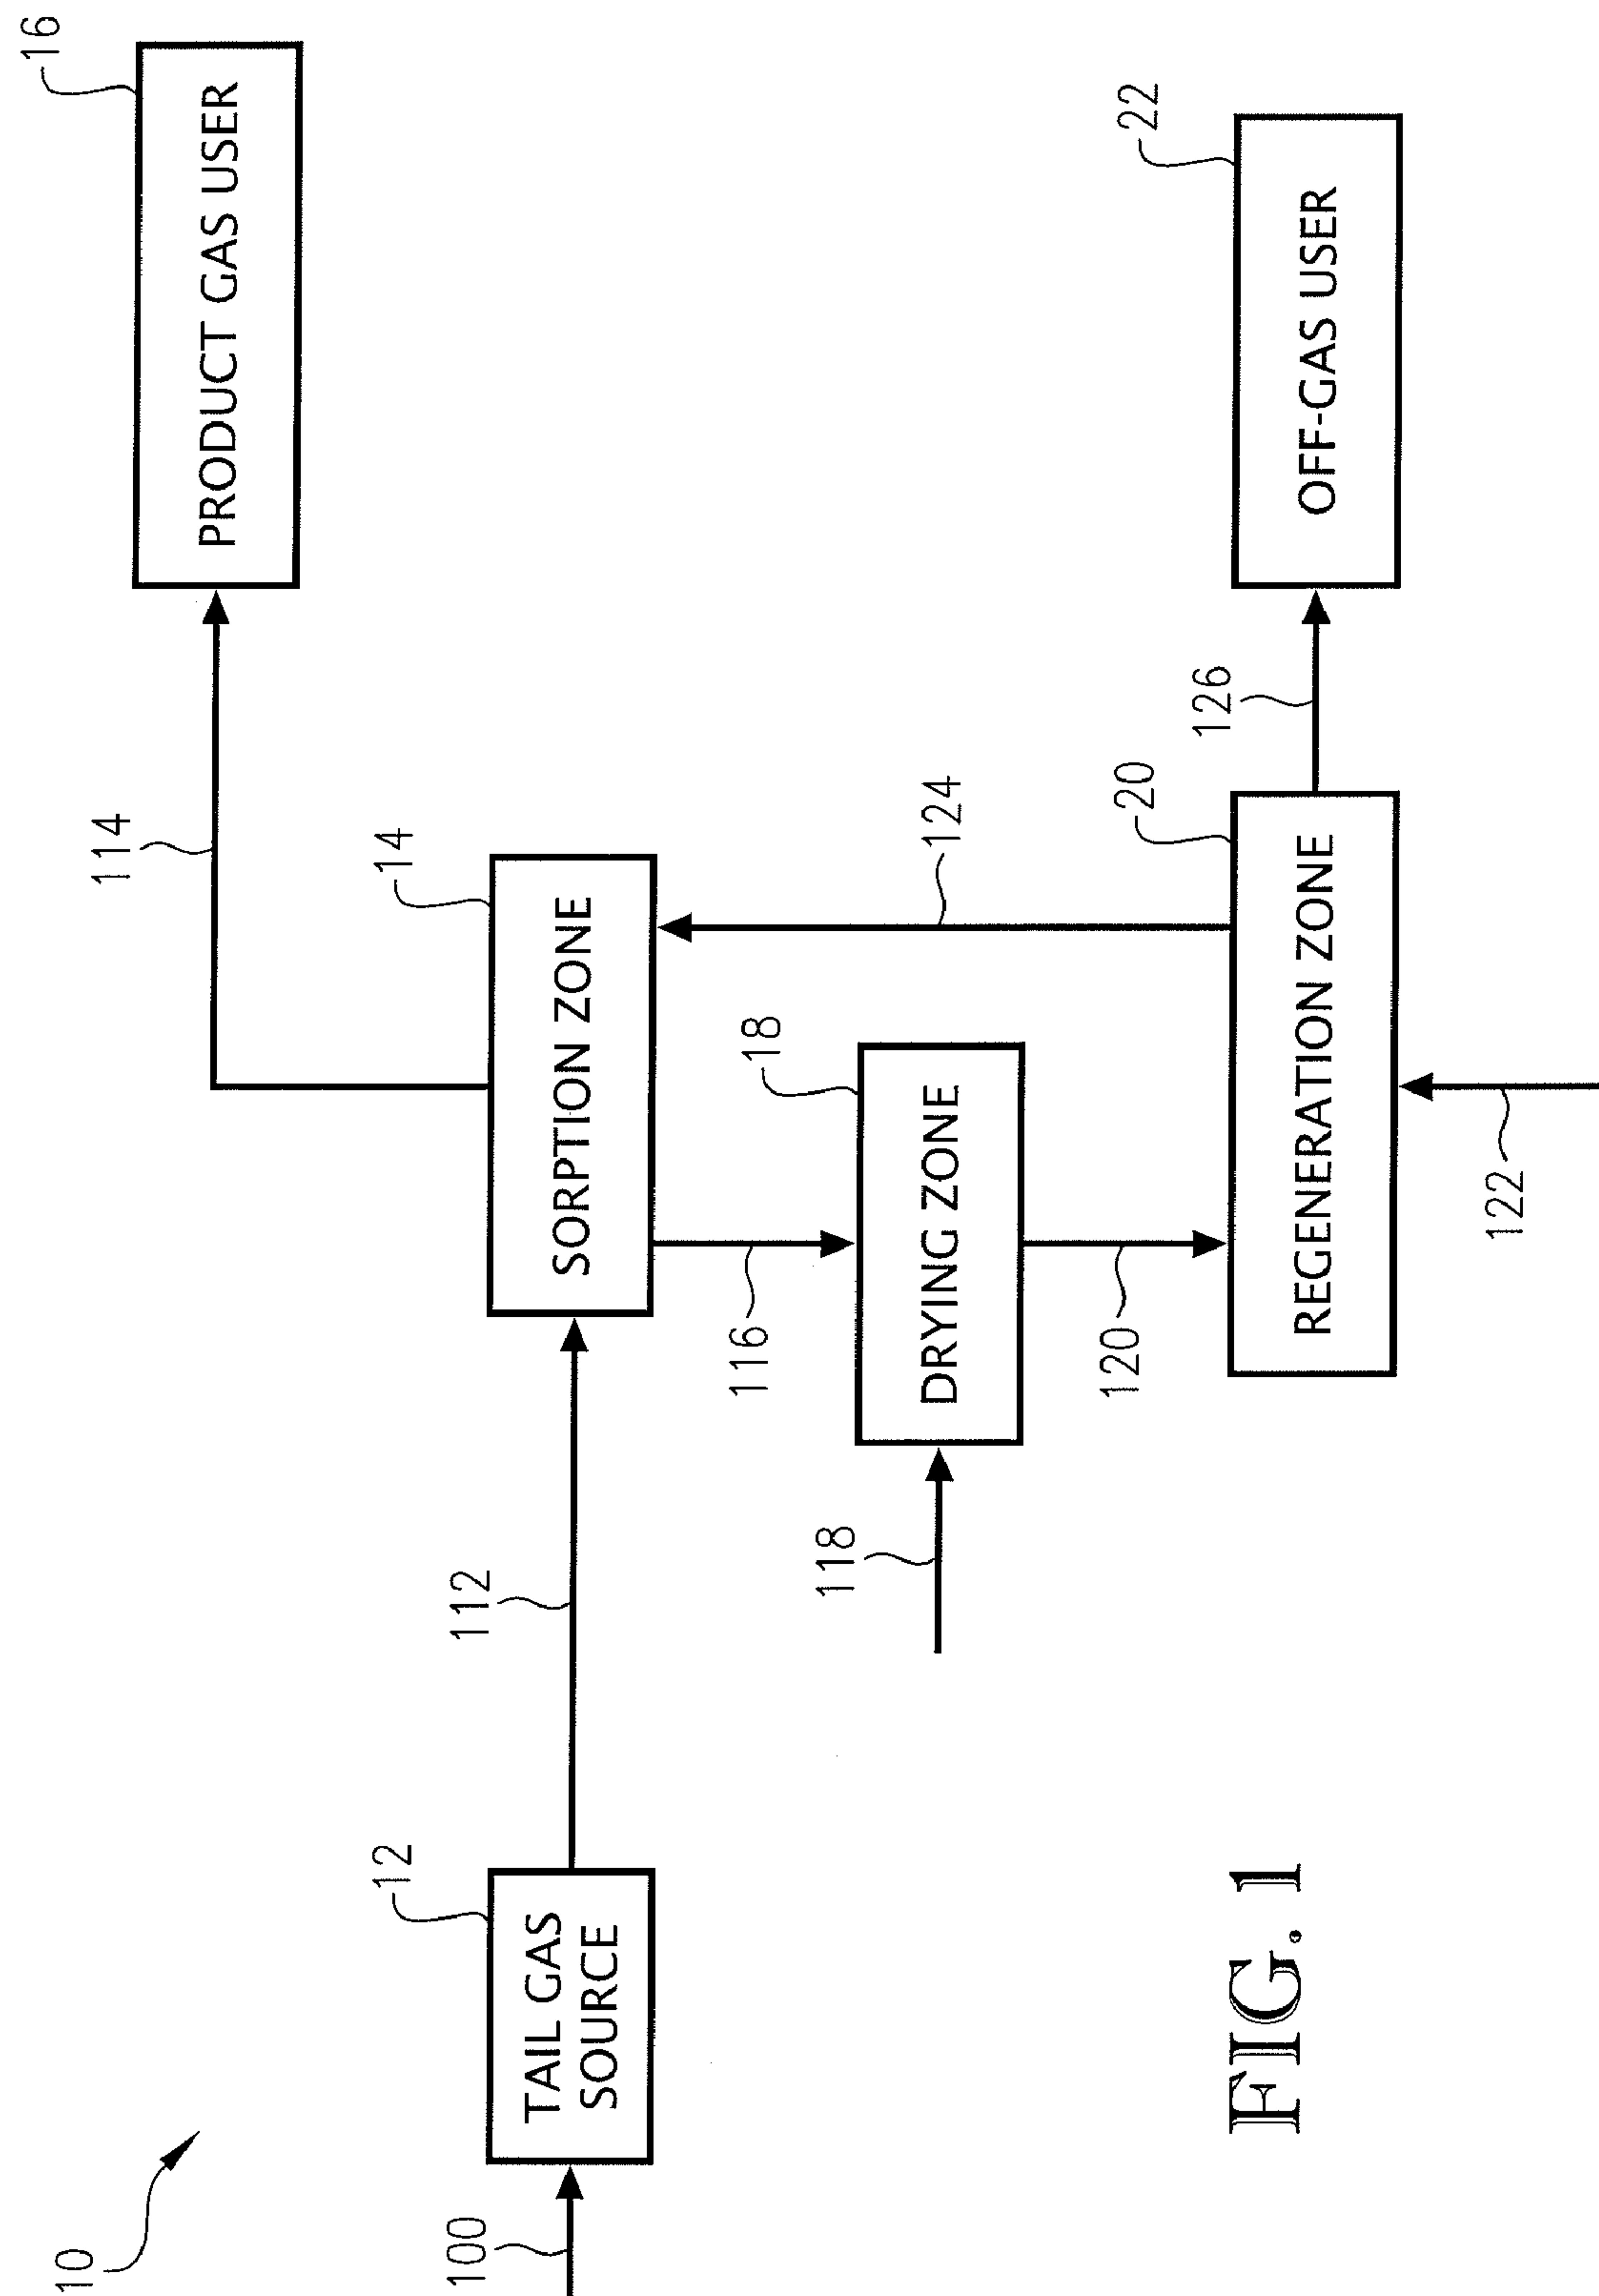 10
100
TAIL GAS
SOURCE
12
112
SORPTION ZONE
14
114
PRODUCT GAS USER
16
116
118
DRYING ZONE
18
120
124
122
REGENERATION ZONE
20
126
OFF-GAS USER
22
FIG. 1